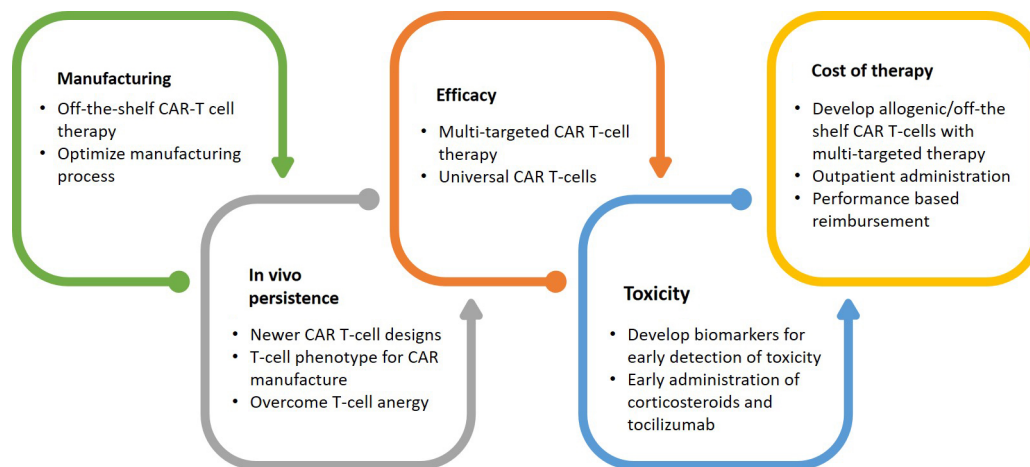 Manufacturing
• Off-the-shelf CAR-T cell
therapy
• Optimize manufacturing
process
In vivo
persistence
• Newer CAR T-cell designs
• T-cell phenotype for CAR
manufacture
• Overcome T-cell anergy
Efficacy
• Multi-targeted CAR T-cell
therapy
• Universal CAR T-cells
Toxicity
• Develop biomarkers for
early detection of toxicity
• Early administration of
corticosteroids and
tocilizumab
Cost of therapy
• Develop allogenic/off-the
shelf CAR T-cells with
multi-targeted therapy
• Outpatient administration
• Performance based
reimbursement